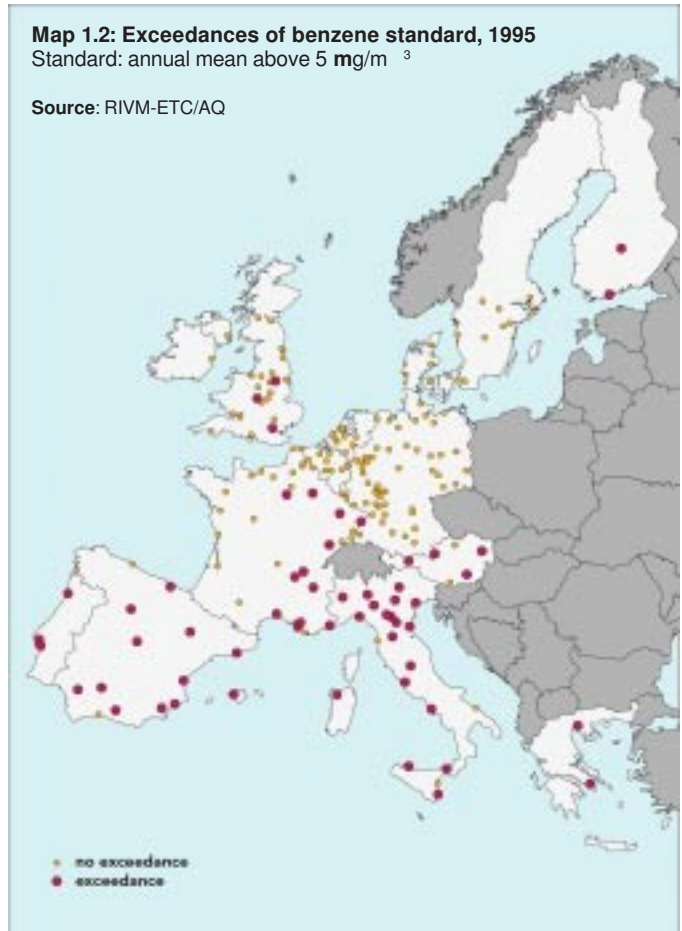 Map 1.2: Exceedances of benzene standard, 1995
Standard: annual mean above 5 mg/m 3
Source: RIVM-ETC/AQ
no exceedance
exceedance